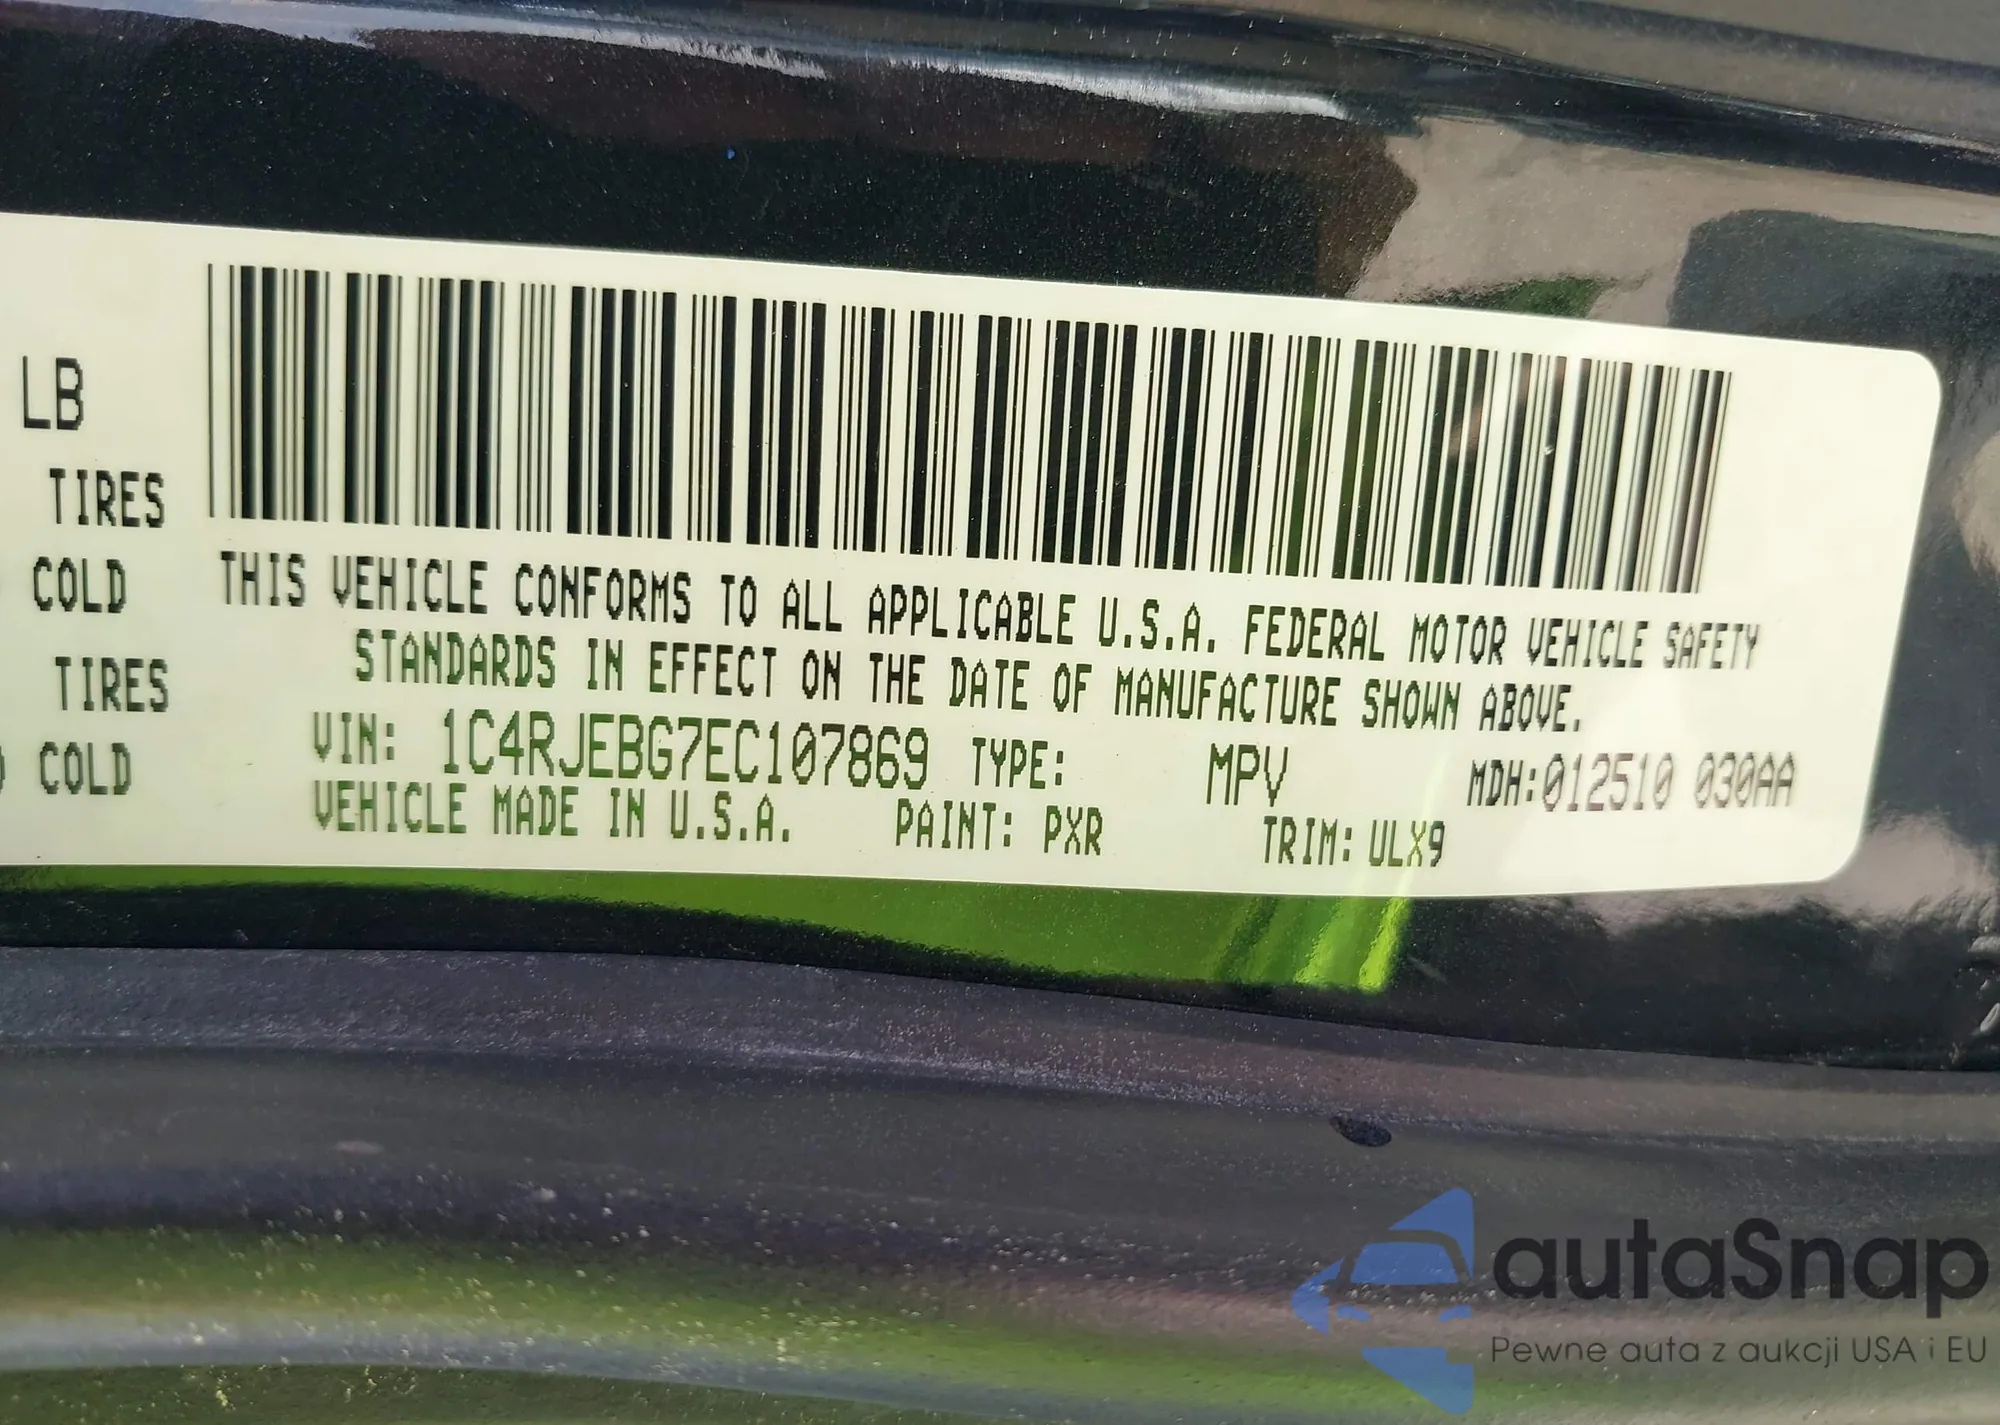 LB
TIRES
COLD
TIRES
COLD
THIS VEHICLE CONFORMS TO ALL APPLICABLE U.S.A. FEDERAL MOTOR VEHICLE SAFETY
STANDARDS IN EFFECT ON THE DATE OF MANUFACTURE SHOWN ABOVE.
VIN: 1C4RJEBG7EC107869 TYPE: MPV MDH:012510 030AA
VEHICLE MADE IN U.S.A. PAINT: PXR TRIM: ULX9
autaSnap
Pewne auta z aukcji USA i EU